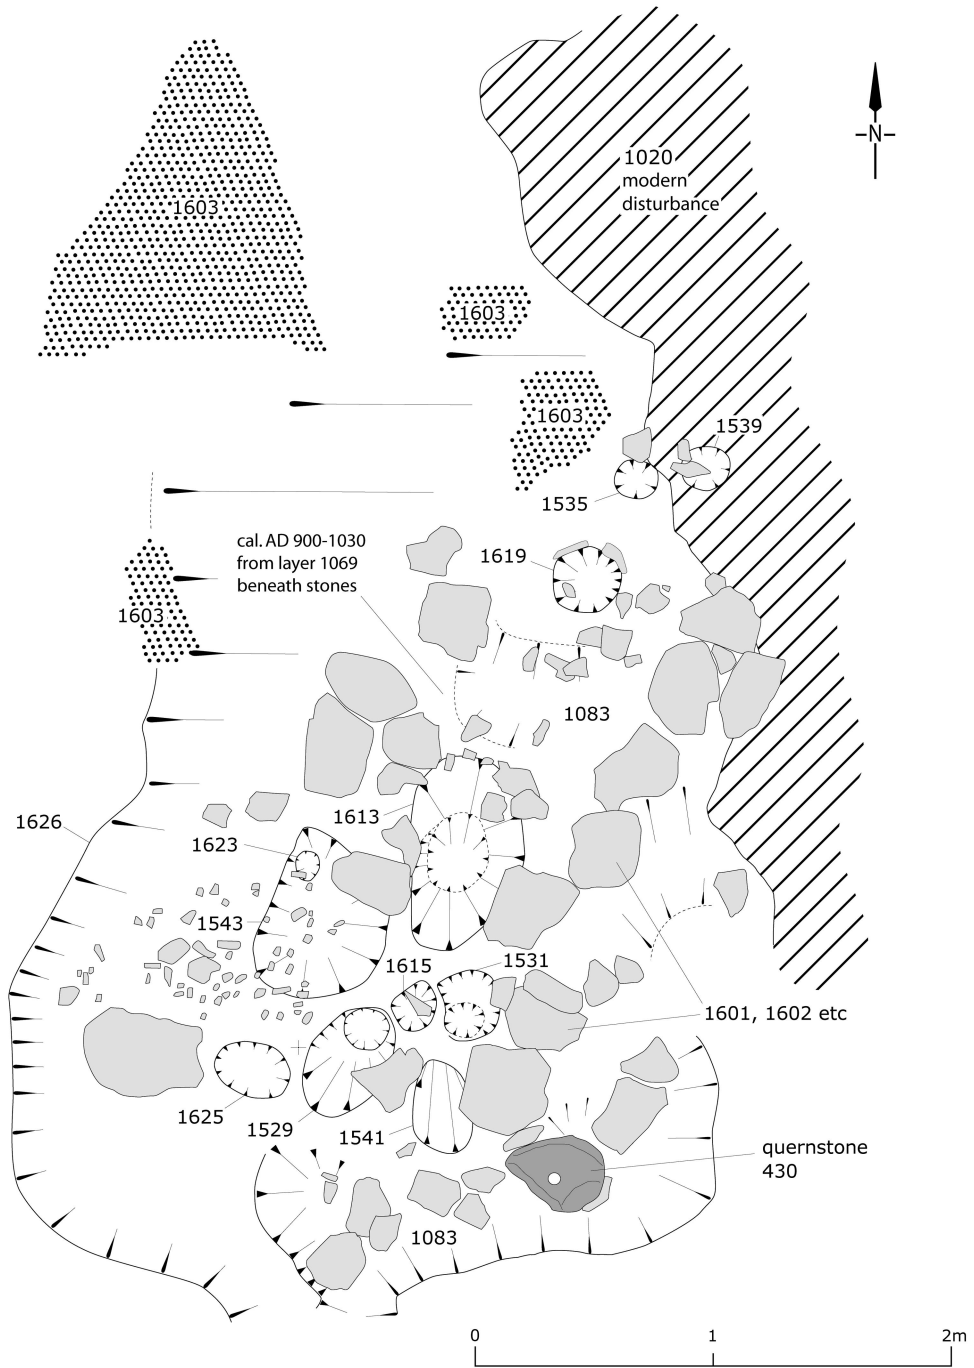 N
1020
modern
disturbance
1603
1603
1603
1539
1535
cal. AD 900-1030
from layer 1069
beneath stones
1619
1603
1083
1613
1626
1623
1543
1615
1531
1601, 1602 etc
1625
1529
1541
quernstone
430
1083
0 1 2m